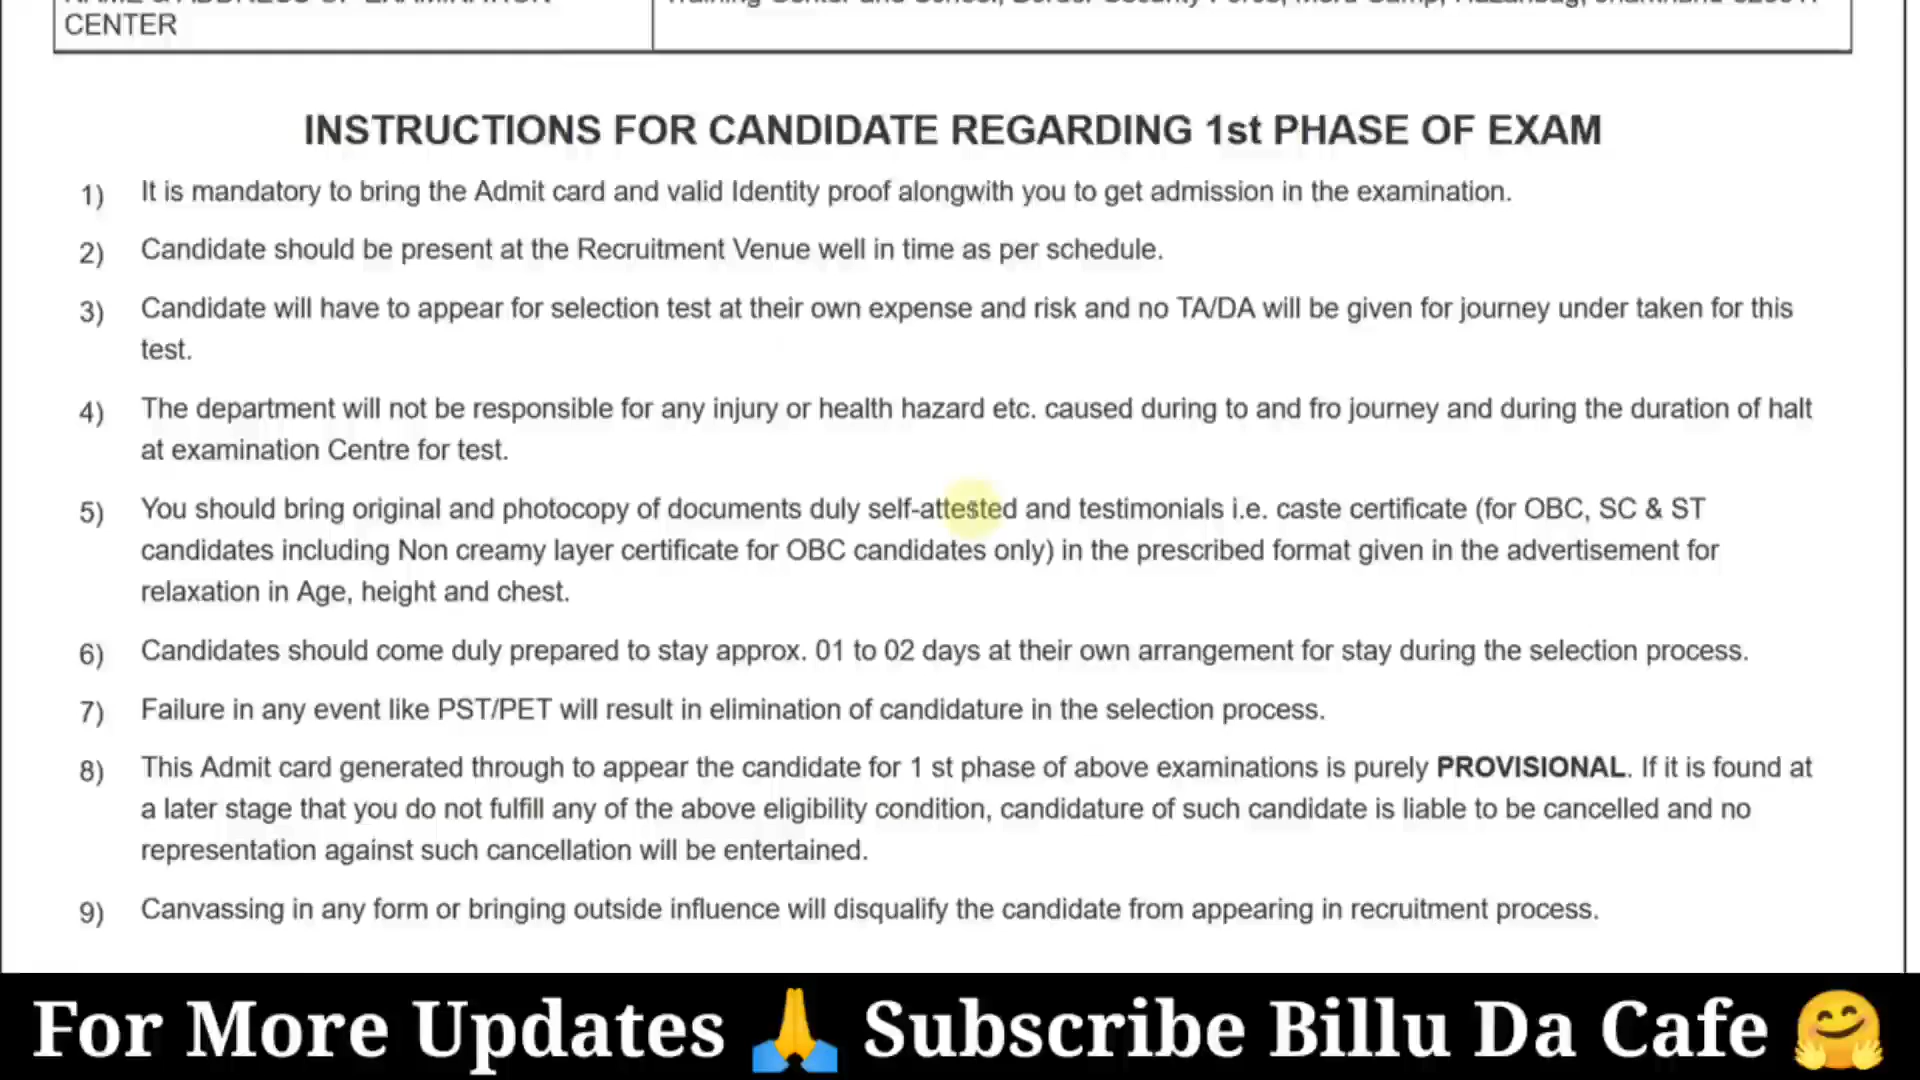 CENTER
INSTRUCTIONS FOR CANDIDATE REGARDING 1st PHASE OF EXAM
1) It is mandatory to bring the Admit card and valid Identity proof alongwith you to get admission in the examination.
2) Candidate should be present at the Recruitment Venue well in time as per schedule.
3) Candidate will have to appear for selection test at their own expense and risk and no TA/DA will be given for journey under taken for this
test.
4) The department will not be responsible for any injury or health hazard etc. caused during to and fro journey and during the duration of halt
at examination Centre for test.
5) You should bring original and photocopy of documents duly self-attested and testimonials i.e. caste certificate (for OBC, SC & ST
candidates including Non creamy layer certificate for OBC candidates only) in the prescribed format given in the advertisement for
relaxation in Age, height and chest.
6) Candidates should come duly prepared to stay approx. 01 to 02 days at their own arrangement for stay during the selection process.
7) Failure in any event like PST/PET will result in elimination of candidature in the selection process.
8) This Admit card generated through to appear the candidate for 1 st phase of above examinations is purely PROVISIONAL. If it is found at
a later stage that you do not fulfill any of the above eligibility condition, candidature of such candidate is liable to be cancelled and no
representation against such cancellation will be entertained.
9) Canvassing in any form or bringing outside influence will disqualify the candidate from appearing in recruitment process.
For More Updates 🙏 Subscribe Billu Da Cafe 🤗